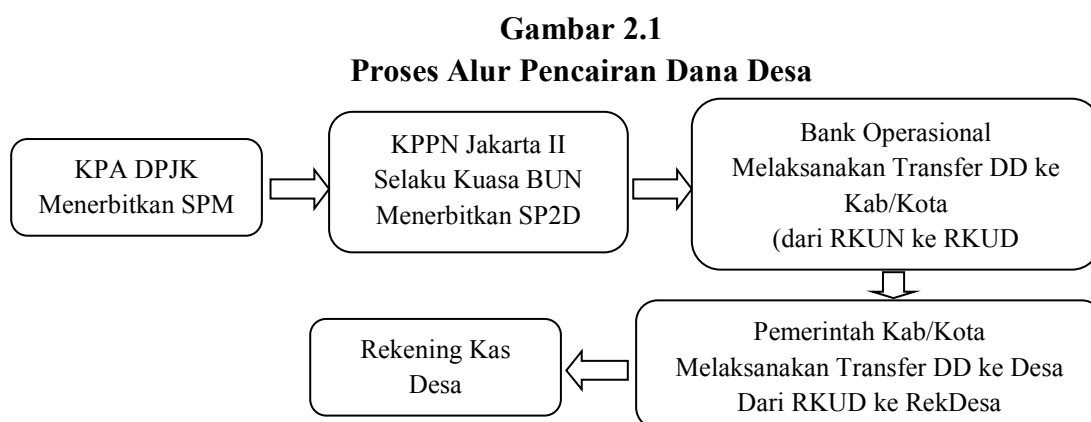 Gambar 2.1
Proses Alur Pencairan Dana Desa
KPA DPJK
Menerbitkan SPM
KPPN Jakarta II
Selaku Kuasa BUN
Menerbitkan SP2D
Bank Operasional
Melaksanakan Transfer DD ke
Kab/Kota
(dari RKUN ke RKUD
Pemerintah Kab/Kota
Melaksanakan Transfer DD ke Desa
Dari RKUD ke RekDesa
Rekening Kas
Desa